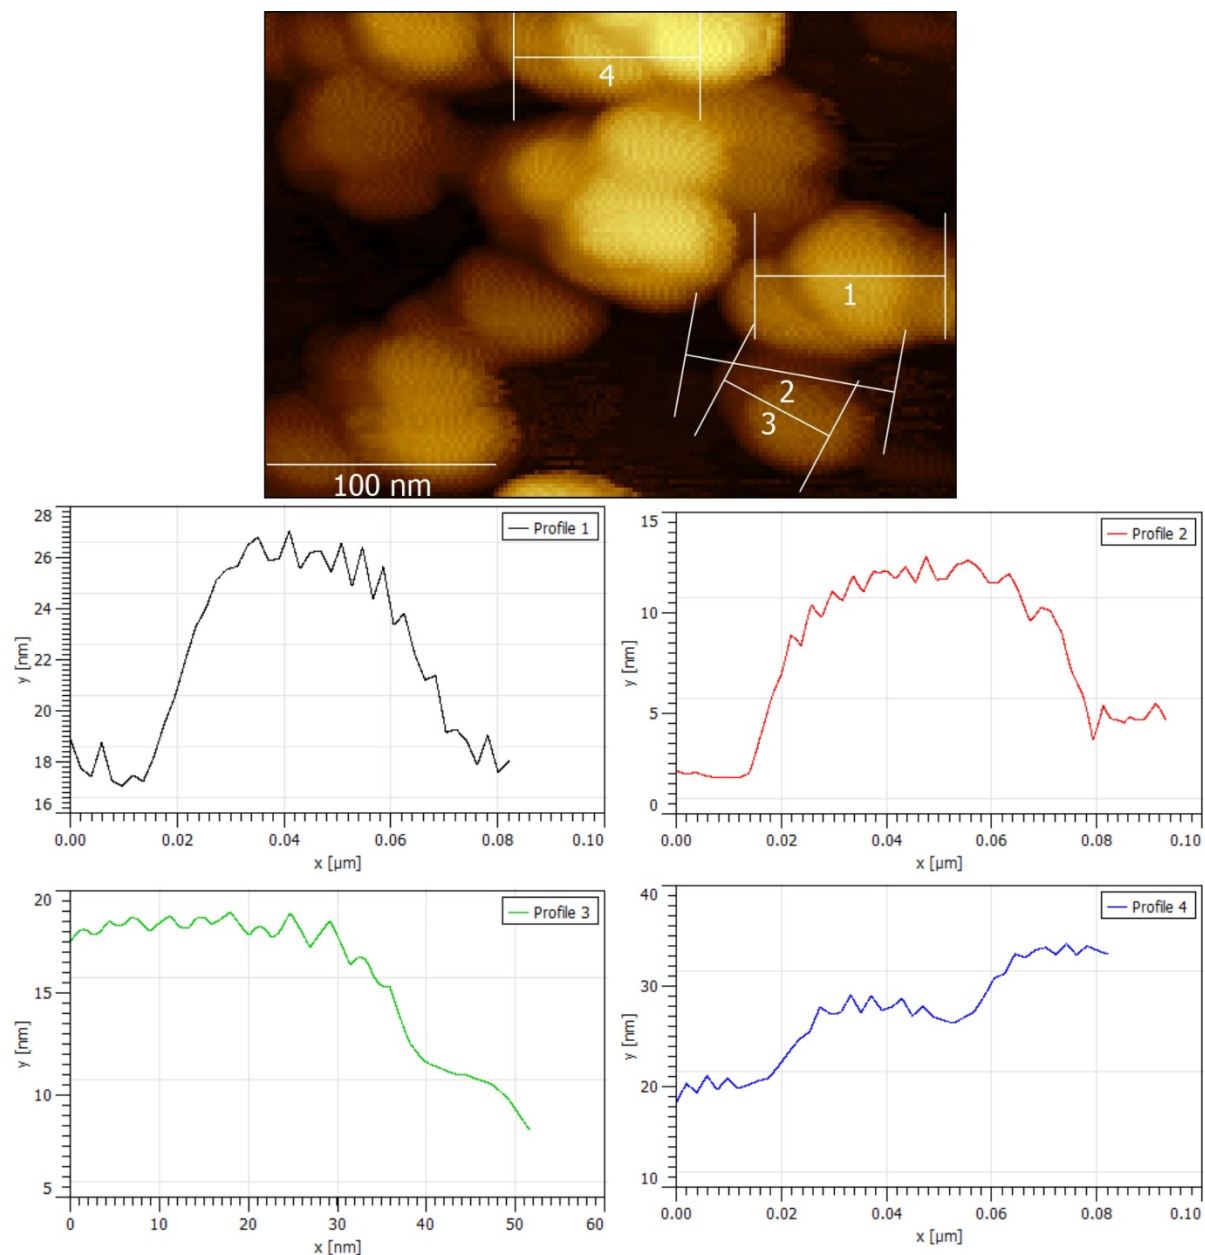 4
1
2
3
100 nm
28
26
24
22
20
18
16
y [nm]
Profile 1
0.00 0.02 0.04 0.06 0.08 0.10
x [µm]
15
10
5
0
y [nm]
Profile 2
0.00 0.02 0.04 0.06 0.08 0.10
x [µm]
20
15
10
5
y [nm]
Profile 3
0 10 20 30 40 50 60
x [nm]
40
30
20
10
y [nm]
Profile 4
0.00 0.02 0.04 0.06 0.08 0.10
x [µm]